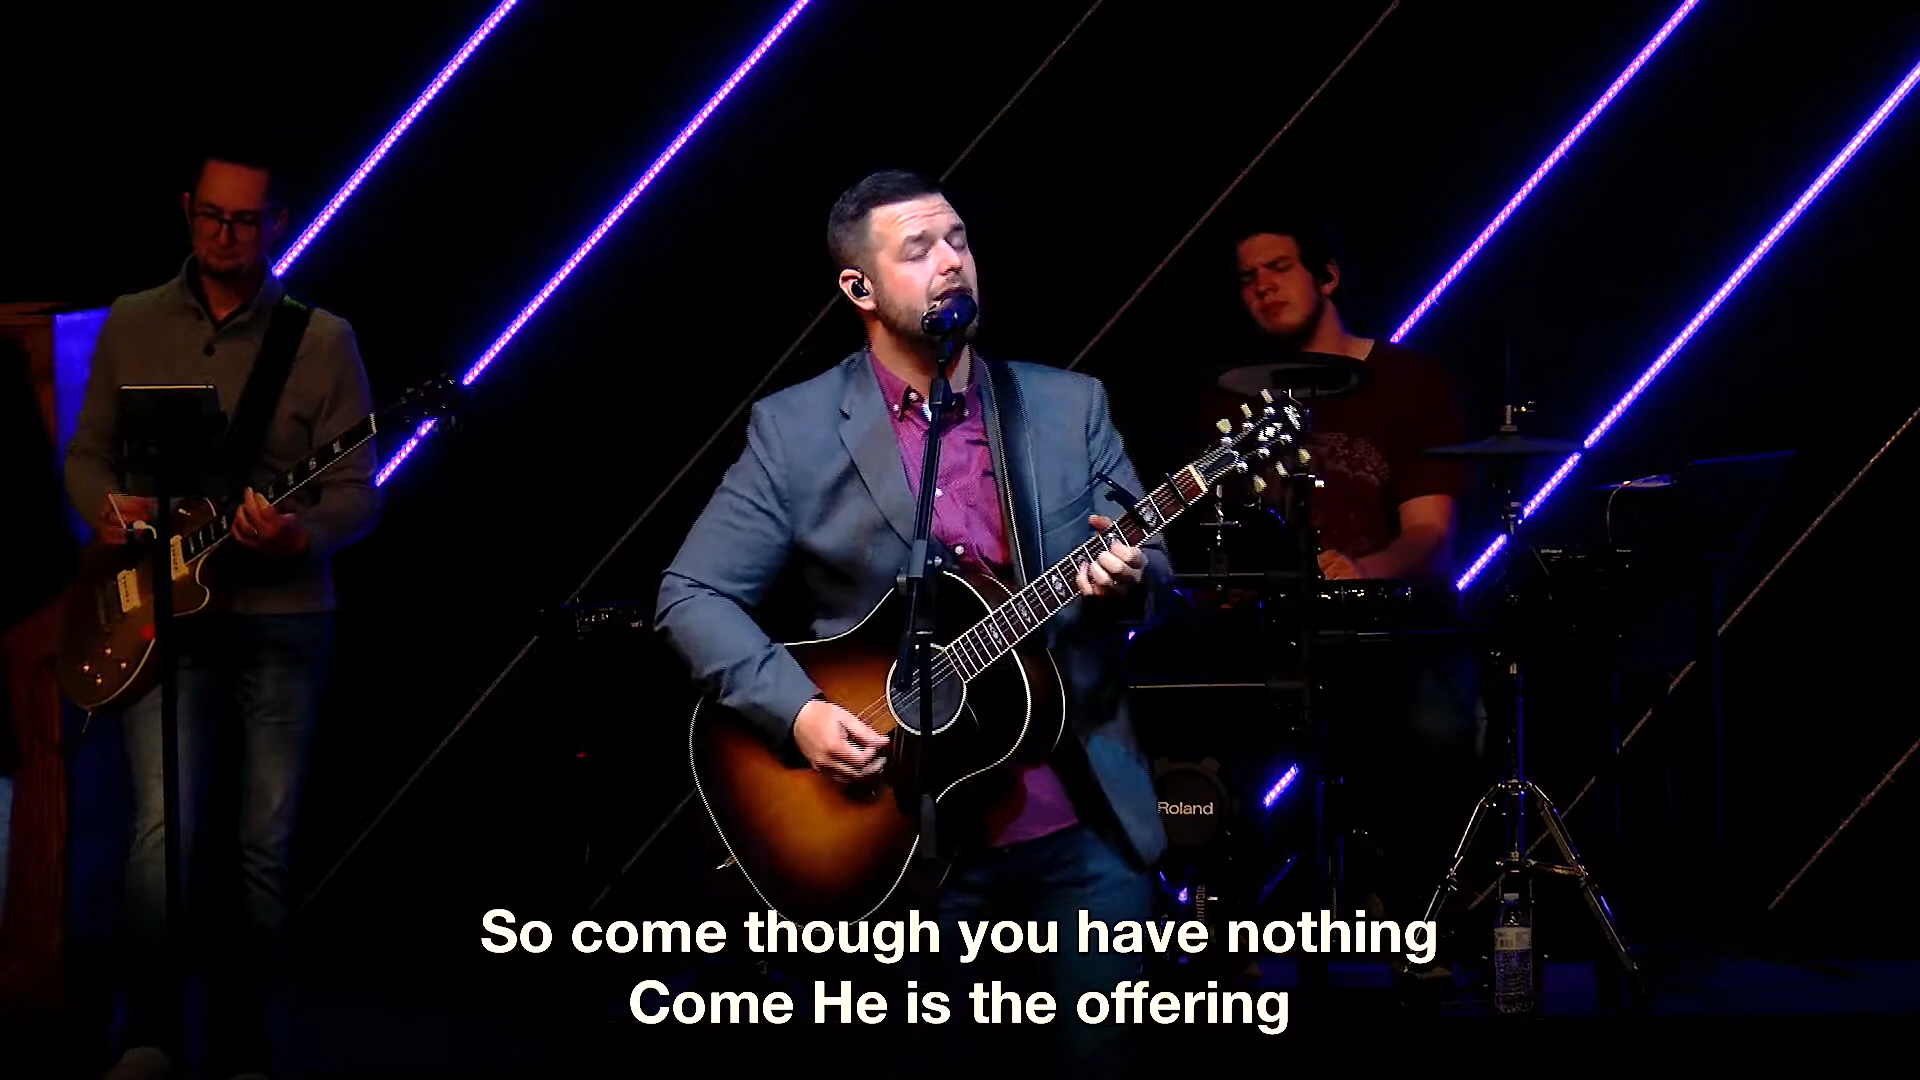 Roland
So come though you have nothing
Come He is the offering